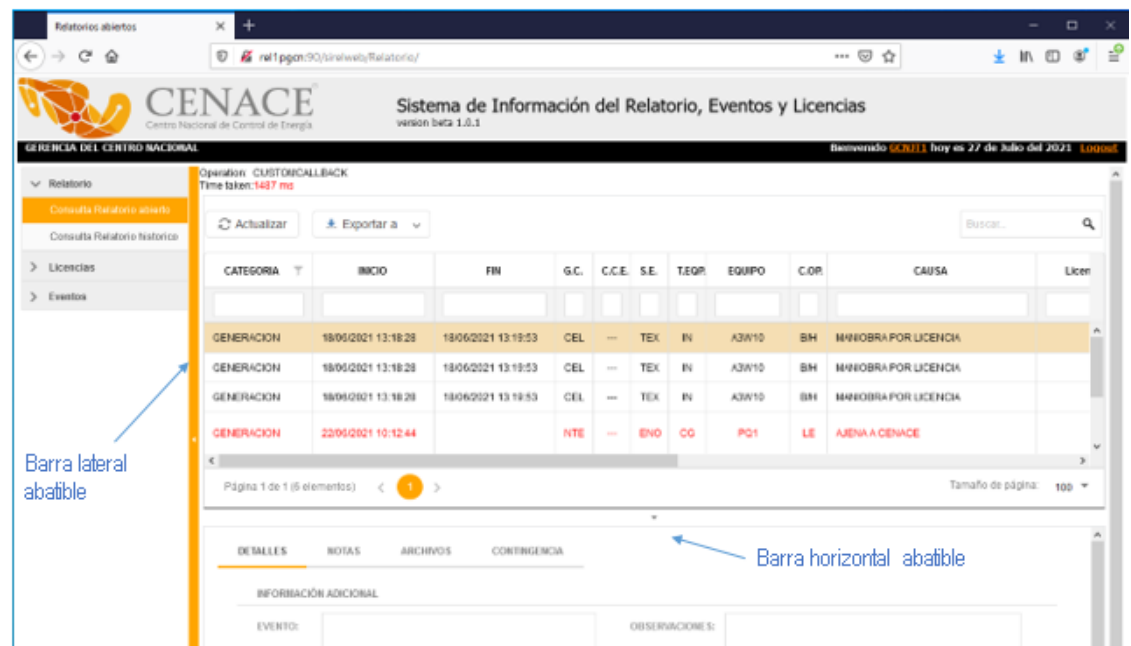 Relatorios abiertos
rel1pgcn:90/sirelweb/Relatorio/
CENACE
Centro Nacional de Control de Energía
Sistema de Información del Relatorio, Eventos y Licencias
version beta 1.0.1
GERENCIA DEL CENTRO NACIONAL
Bienvenido GCNJT1 hoy es 27 de Julio del 2021 Logout
Relatorio
Consulta Relatorio abierto
Consulta Relatorio historico
Licencias
Eventos
Operation: CUSTOMCALLBACK
Time taken:1487 ms
Actualizar Exportar a Buscar...
CATEGORIA INICIO FIN G.C. C.C.E. S.E. T.EQP. EQUIPO C.OP. CAUSA Licen
GENERACION 18/06/2021 13:18:28 18/06/2021 13:19:53 CEL --- TEX IN A3W10 B/H MANIOBRA POR LICENCIA
GENERACION 18/06/2021 13:18:28 18/06/2021 13:19:53 CEL --- TEX IN A3W10 B/H MANIOBRA POR LICENCIA
GENERACION 18/06/2021 13:18:28 18/06/2021 13:19:53 CEL --- TEX IN A3W10 B/H MANIOBRA POR LICENCIA
GENERACION 22/06/2021 10:12:44 NTE --- ENO CG PQ1 LE AJENA A CENACE
Barra lateral
abatible
Página 1 de 1 (6 elementos) < 1 > Tamaño de página: 100
Barra horizontal abatible
DETALLES NOTAS ARCHIVOS CONTINGENCIA
INFORMACIÓN ADICIONAL
EVENTO: OBSERVACIONES: